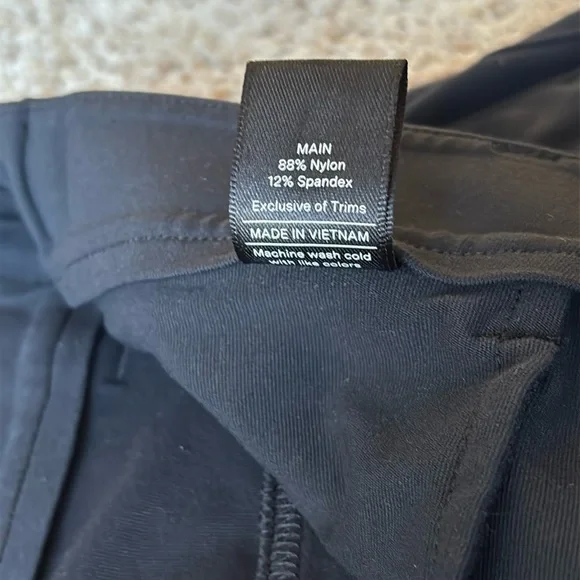 MAIN
88% Nylon
12% Spandex
Exclusive of Trims
MADE IN VIETNAM
Machine wash cold
with like colors